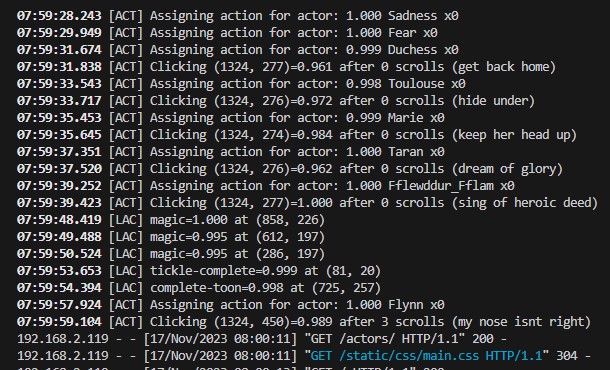 07:59:28.243 [ACT] Assigning action for actor: 1.000 Sadness x0
07:59:29.949 [ACT] Assigning action for actor: 1.000 Fear x0
07:59:31.674 [ACT] Assigning action for actor: 0.999 Duchess x0
07:59:31.838 [ACT] Clicking (1324, 277)=0.961 after 0 scrolls (get back home)
07:59:33.543 [ACT] Assigning action for actor: 0.998 Toulouse x0
07:59:33.717 [ACT] Clicking (1324, 276)=0.972 after 0 scrolls (hide under)
07:59:35.453 [ACT] Assigning action for actor: 0.999 Marie x0
07:59:35.645 [ACT] Clicking (1324, 274)=0.984 after 0 scrolls (keep her head up)
07:59:37.351 [ACT] Assigning action for actor: 1.000 Taran x0
07:59:37.520 [ACT] Clicking (1324, 276)=0.962 after 0 scrolls (dream of glory)
07:59:39.252 [ACT] Assigning action for actor: 1.000 Fflewddur_Fflam x0
07:59:39.423 [ACT] Clicking (1324, 277)=1.000 after 0 scrolls (sing of heroic deed)
07:59:48.419 [LAC] magic=1.000 at (858, 226)
07:59:49.488 [LAC] magic=0.995 at (612, 197)
07:59:50.524 [LAC] magic=0.995 at (286, 197)
07:59:53.653 [LAC] tickle-complete=0.999 at (81, 20)
07:59:54.394 [LAC] complete-toon=0.998 at (725, 257)
07:59:57.924 [ACT] Assigning action for actor: 1.000 Flynn x0
07:59:59.104 [ACT] Clicking (1324, 450)=0.989 after 3 scrolls (my nose isnt right)
192.168.2.119 - - [17/Nov/2023 08:00:11] "GET /actors/ HTTP/1.1" 200 -
192.168.2.119 - - [17/Nov/2023 08:00:11] "GET /static/css/main.css HTTP/1.1" 304 -